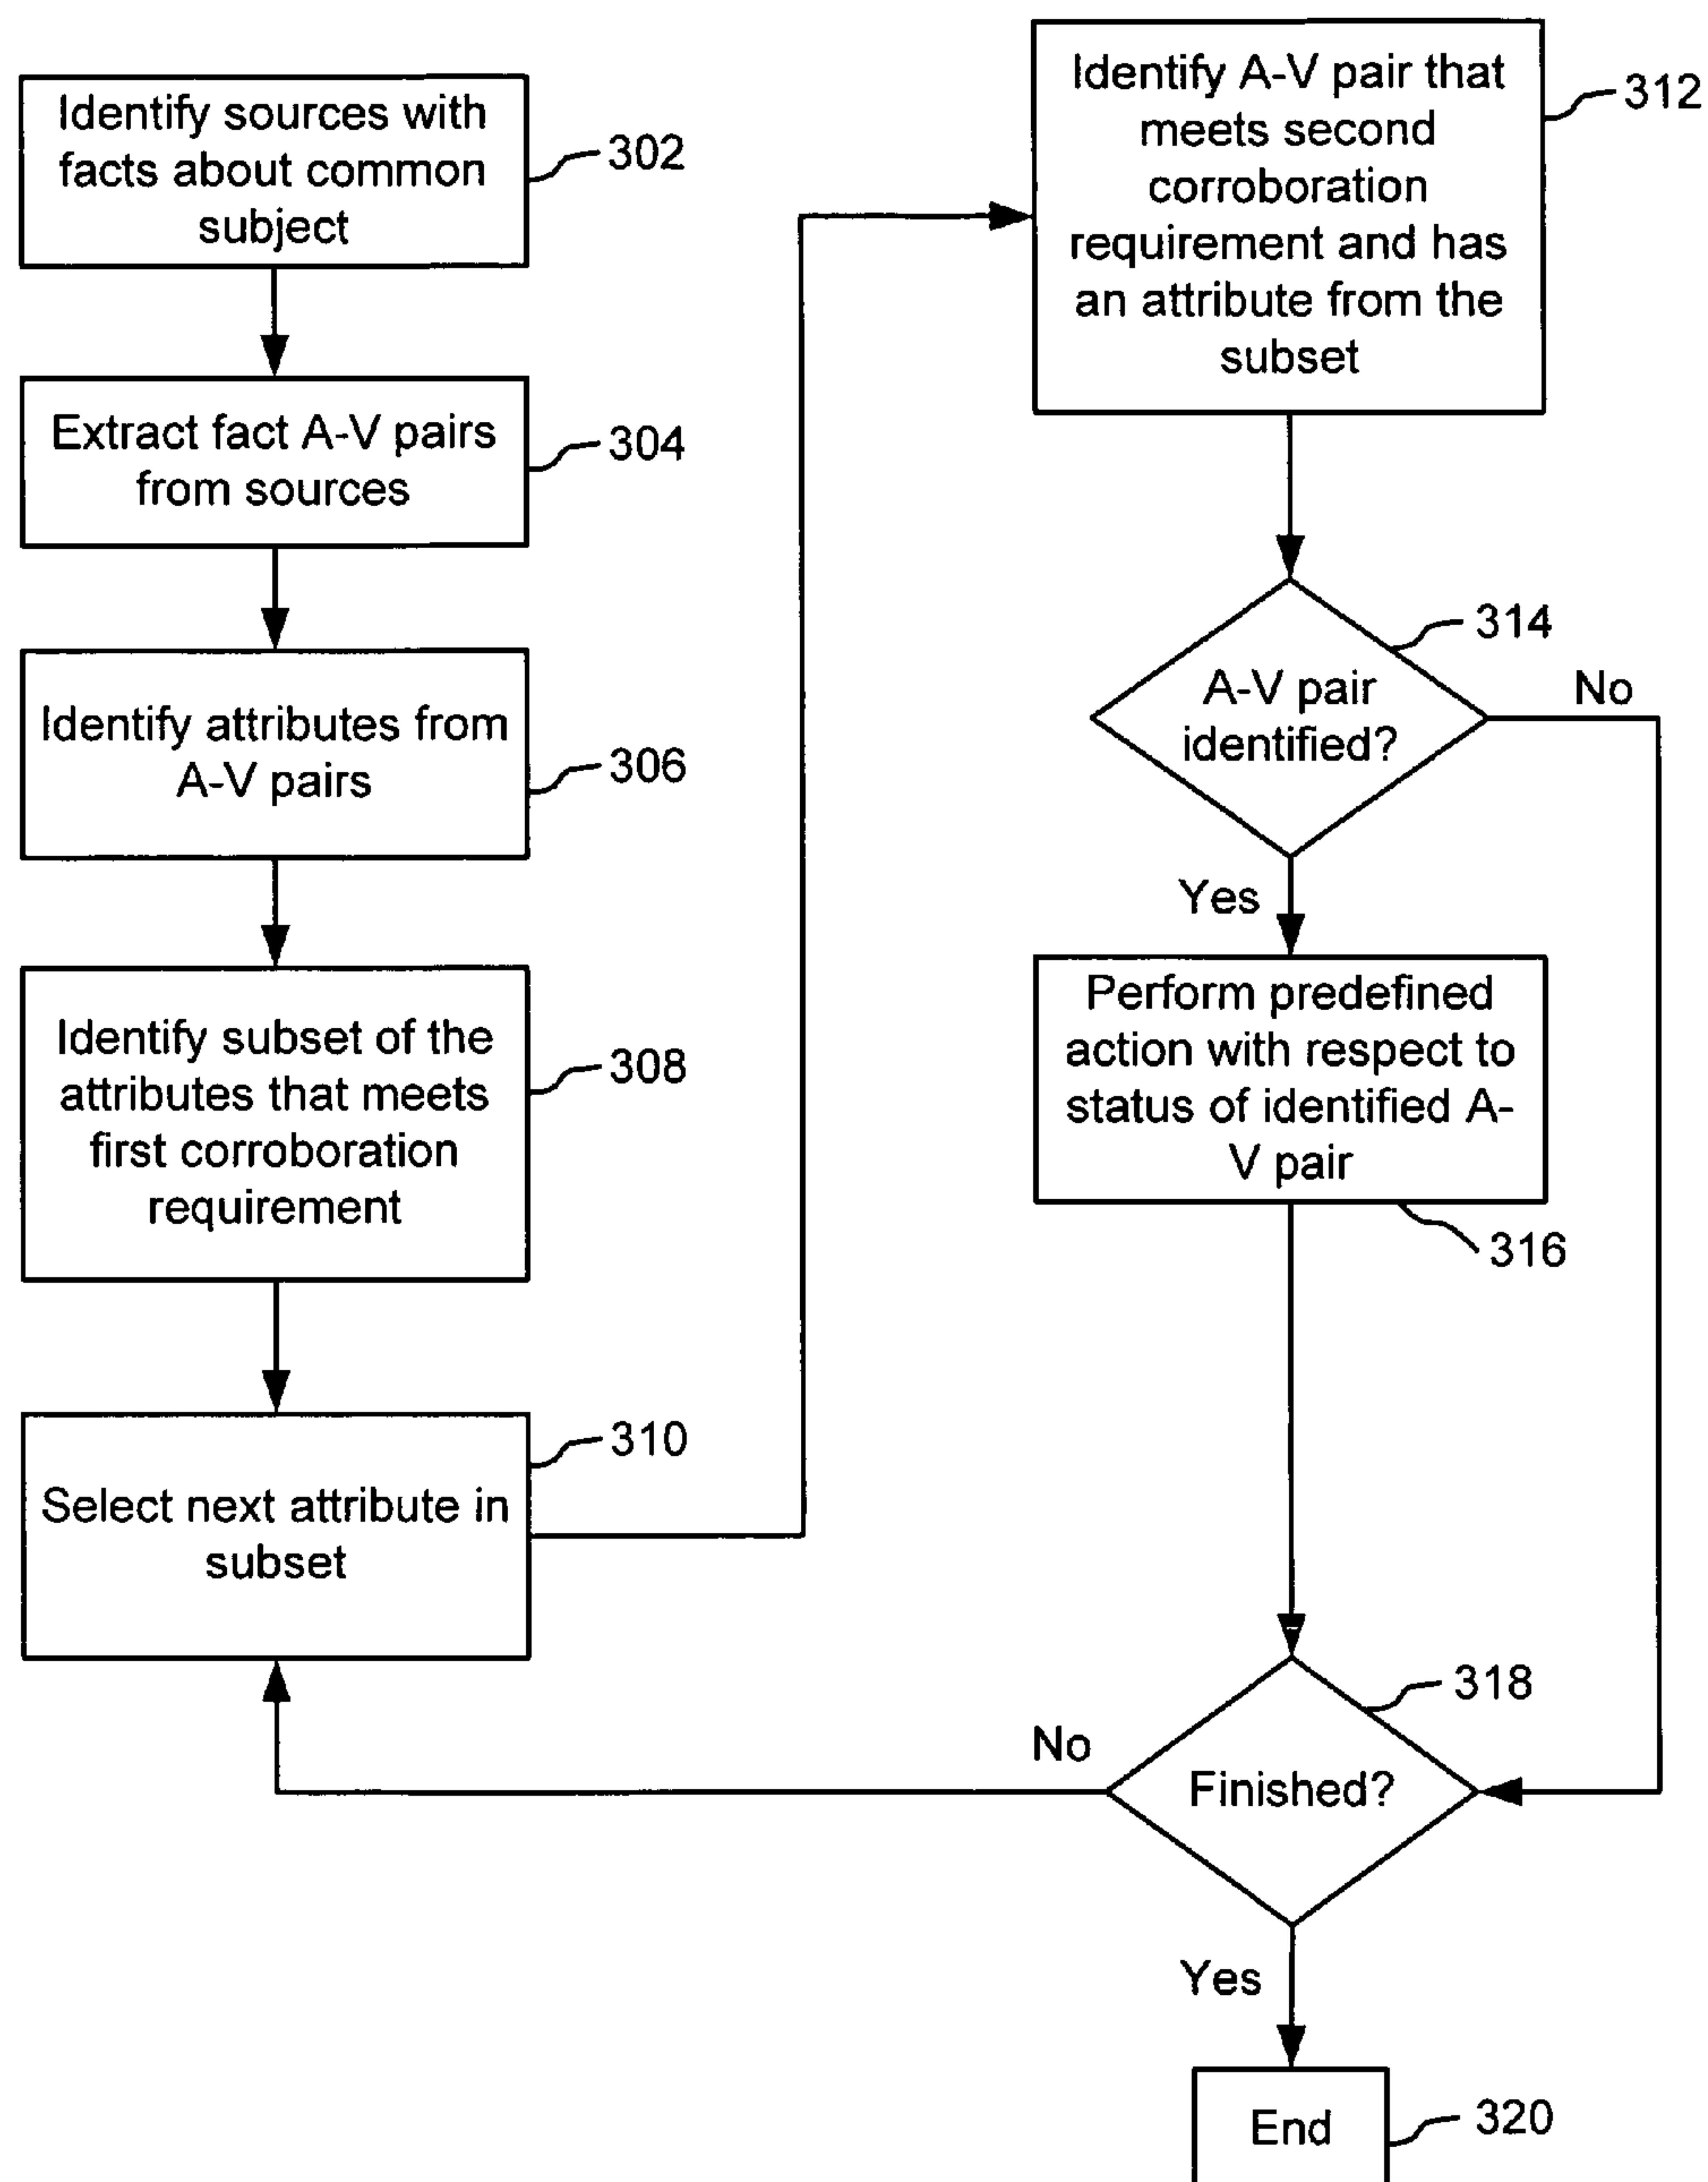 Identify sources with
facts about common
subject
302
Extract fact A-V pairs
from sources
304
Identify attributes from
A-V pairs
306
Identify subset of the
attributes that meets
first corroboration
requirement
308
Select next attribute in
subset
310
Identify A-V pair that
meets second
corroboration
requirement and has
an attribute from the
subset
312
A-V pair
identified?
314
No
Yes
Perform predefined
action with respect to
status of identified A-
V pair
316
Finished?
318
No
Yes
End
320